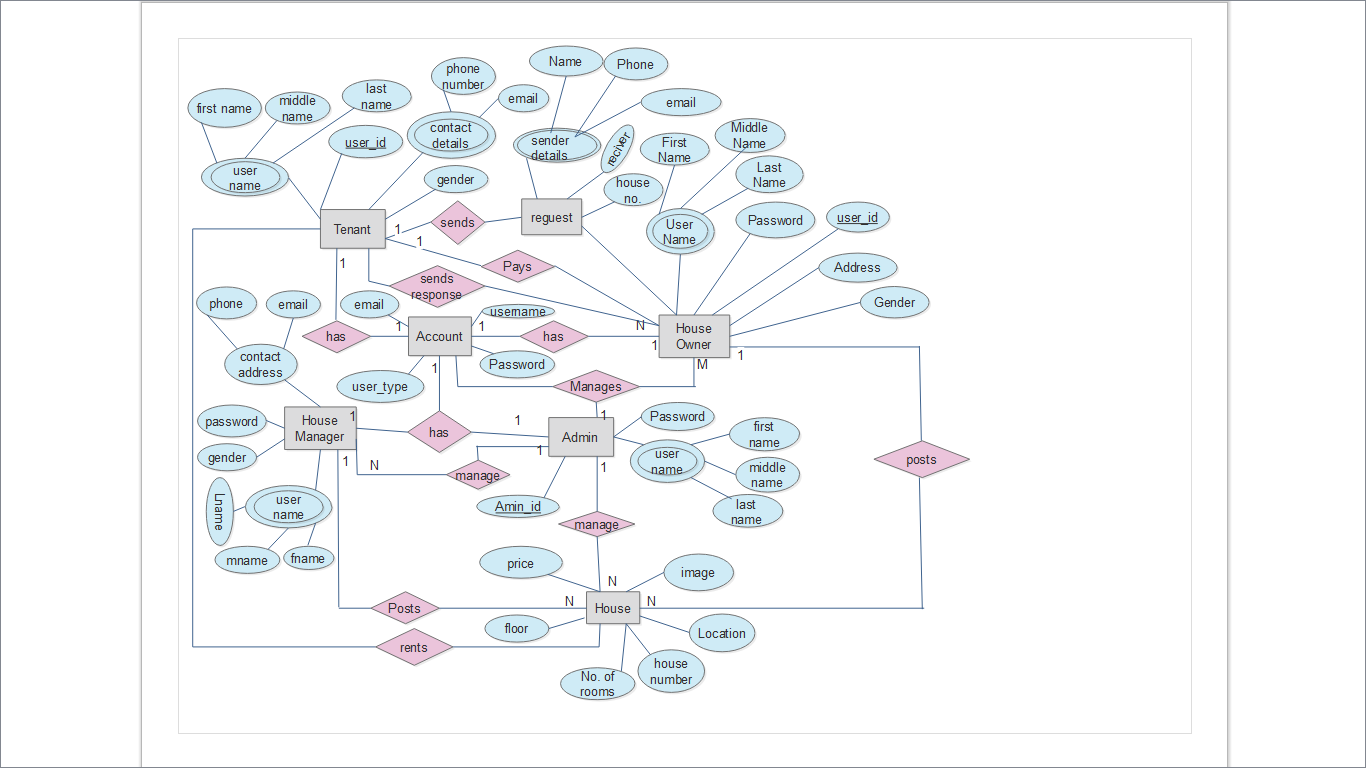 Name
Phone
phone
number
email
email
first name
middle
name
last
name
user_id
contact
details
sender
details
reciver
First
Name
Middle
Name
Last
Name
user
name
gender
house
no.
Password
user_id
Tenant
1
1
sends
reguest
User
Name
Address
Gender
1
Pays
sends
response
phone
email
email
username
has
1
Account
1
has
N
1
House
Owner
1
M
contact
address
user_type
1
Password
Manages
password
House
Manager
1
has
1
1
Admin
1
Password
first
name
gender
1
N
manage
1
user
name
middle
name
posts
Lname
user
name
Amin_id
last
name
mname
fname
manage
price
image
N
Posts
N
House
N
floor
Location
rents
No. of
rooms
house
number